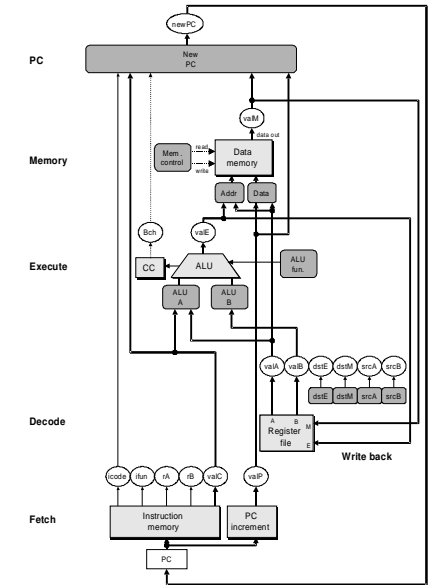 newPC
PC
New
PC
valM
data out
Memory
Mem.
control
read
write
Data
memory
Addr
Data
Bch
valE
Execute
CC
ALU
ALU
fun.
ALU
A
ALU
B
valA
valB
dstE
dstM
srcA
srcB
dstE
dstM
srcA
srcB
Decode
A
B
M
Register
file
E
Write back
icode
ifun
rA
rB
valC
valP
Fetch
Instruction
memory
PC
increment
PC